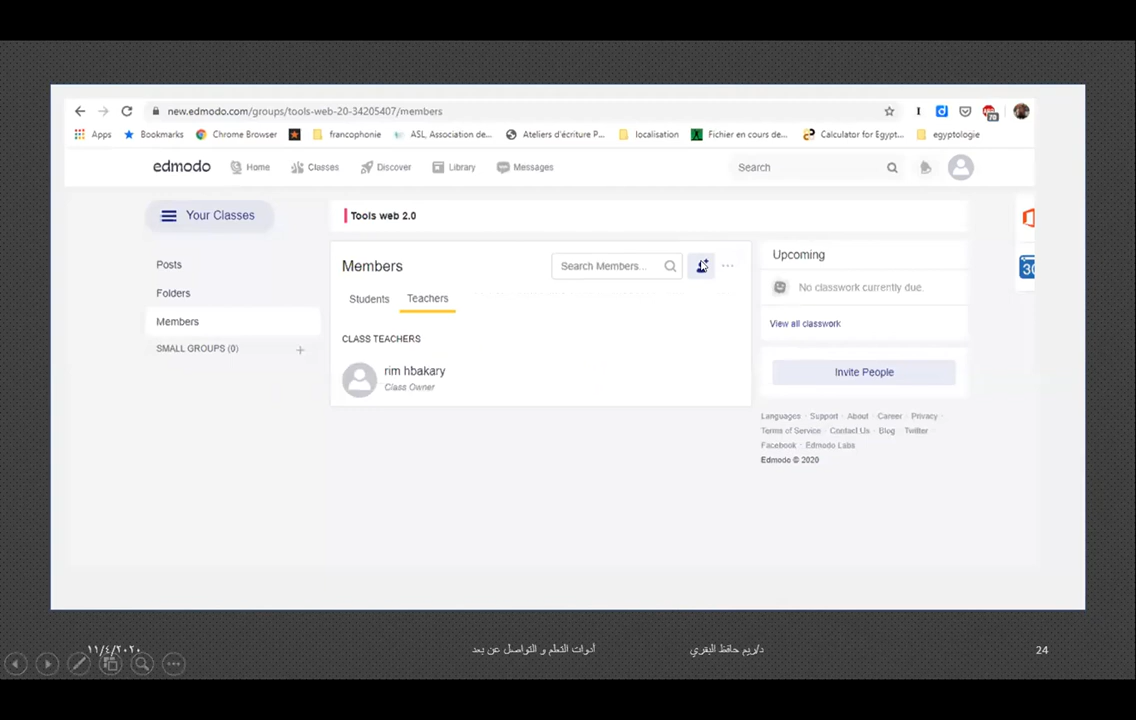 new.edmodo.com/groups/tools-web-20-34205407/members
70
Apps Bookmarks Chrome Browser francophonie ASL, Association de... Ateliers d'écriture P... localisation Fichier en cours de... Calculator for Egypt... egyptologie
edmodo Home Classes Discover Library Messages Search
Your Classes
Tools web 2.0
Posts
Folders
Members
SMALL GROUPS (0) +
Members
Search Members...
Students Teachers
CLASS TEACHERS
rim hbakary
Class Owner
Upcoming
No classwork currently due
View all classwork
Invite People
Languages · Support · About · Career · Privacy ·
Terms of Service · Contact Us · Blog · Twitter ·
Facebook · Edmodo Labs
Edmodo © 2020
30
١١/٤/٢٠٢٠ أدوات التعلم و التواصل عن بعد د/ريم حافظ البقري 24